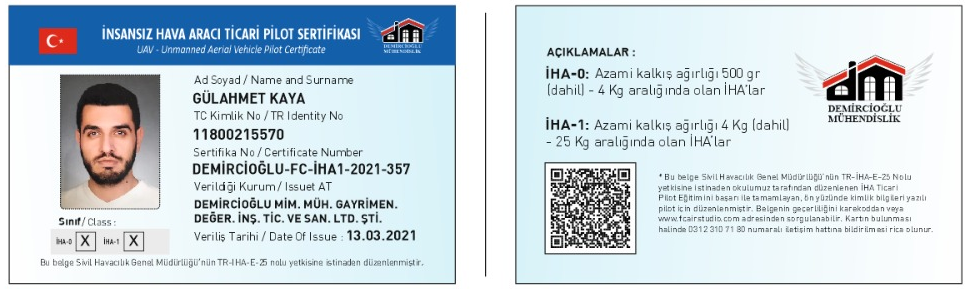 İNSANSIZ HAVA ARACI TİCARİ PİLOT SERTİFİKASI
UAV - Unmanned Aerial Vehicle Pilot Certificate
DEMİRCİOĞLU
MÜHENDİSLİK
Ad Soyad / Name and Surname
GÜLAHMET KAYA
TC Kimlik No / TR Identity No
11800215570
Sertifika No / Certificate Number
DEMİRCİOĞLU-FC-İHA1-2021-357
Verildiği Kurum / Issuet AT
DEMİRCİOĞLU MİM. MÜH. GAYRİMEN.
DEĞER. İNŞ. TİC. VE SAN. LTD. ŞTİ.
Veriliş Tarihi / Date Of Issue : 13.03.2021
Sınıf / Class :
İHA-0 X İHA-1 X
Bu belge Sivil Havacılık Genel Müdürlüğü'nün TR-IHA-E-25 nolu yetkisine istinaden düzenlenmiştir.
AÇIKLAMALAR :
İHA-0: Azami kalkış ağırlığı 500 gr
(dahil) - 4 Kg aralığında olan İHA'lar
İHA-1: Azami kalkış ağırlığı 4 Kg (dahil)
- 25 Kg aralığında olan İHA'lar
dm
DEMİRCİOĞLU
MÜHENDİSLİK
* Bu belge Sivil Havacılık Genel Müdürlüğü'nün TR-İHA-E-25 Nolu
yetkisine istinaden okulumuz tarafından düzenlenen İHA Ticari
Pilot Eğitimini başarı ile tamamlayan, ön yüzünde kimlik bilgileri yazılı
pilot için düzenlenmiştir. Belgenin geçerliliğini karekoddan veya
www.fcairstudio.com adresinden sorgulanabilir. Kartın bulunması
halinde 0312 310 71 80 numaralı iletişim hattına bildirilmesi rica olunur.